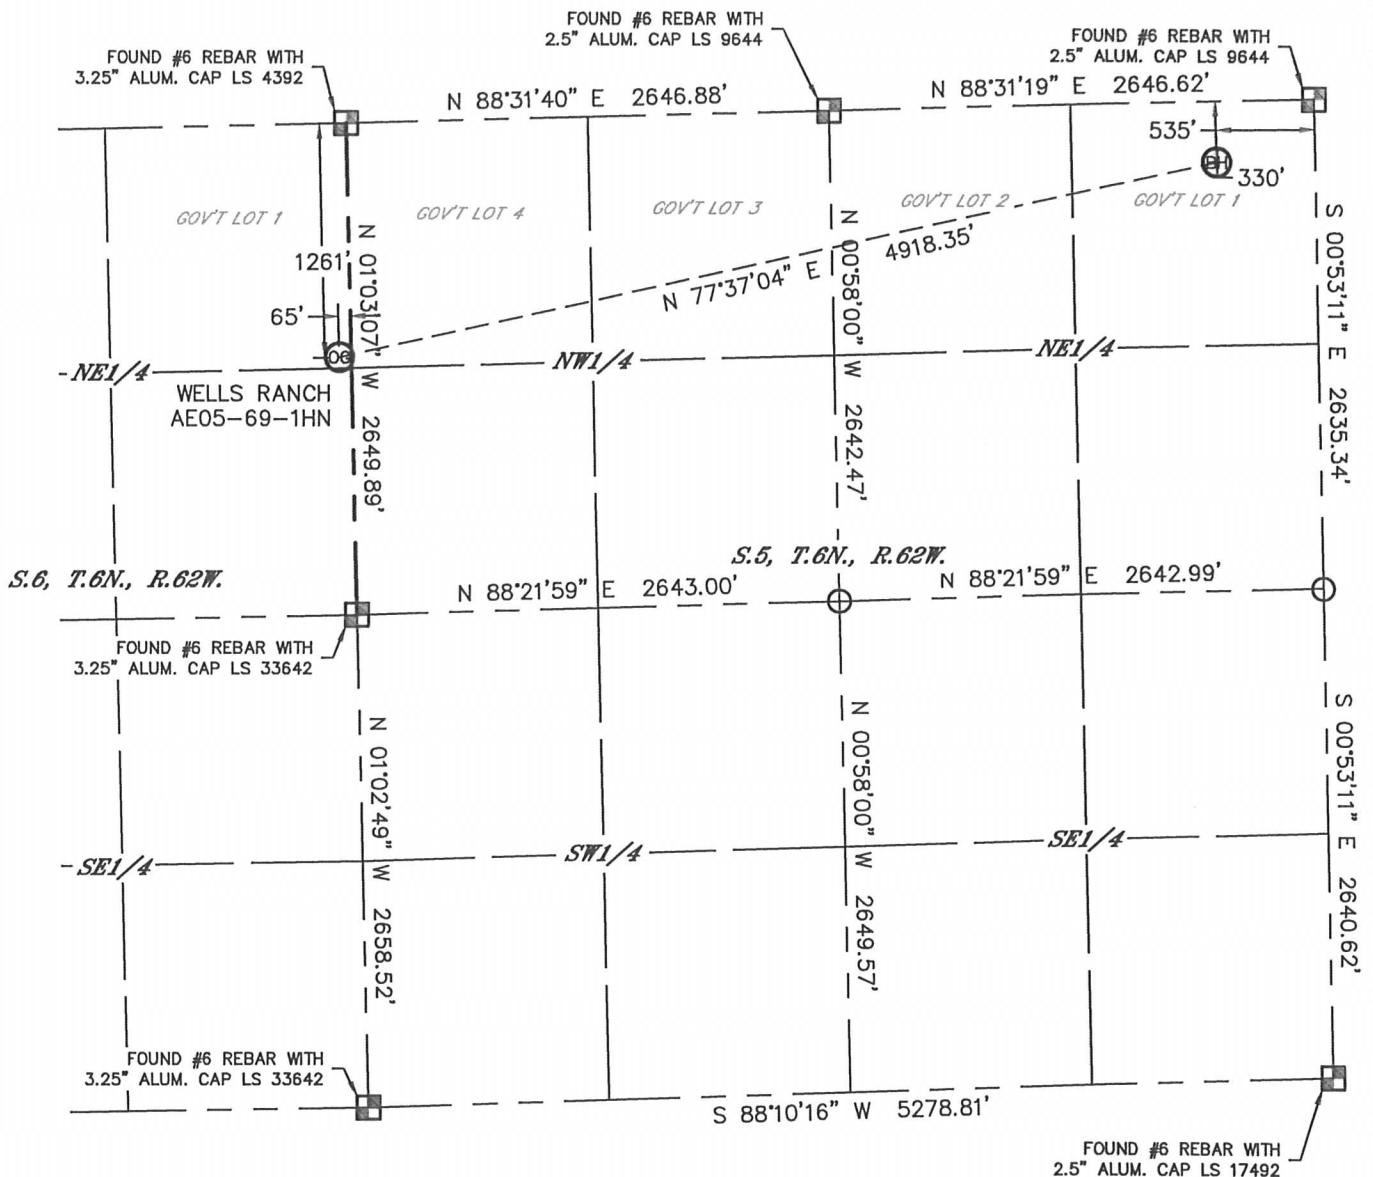 FOUND #6 REBAR WITH
2.5" ALUM. CAP LS 9644
FOUND #6 REBAR WITH
2.5" ALUM. CAP LS 9644
FOUND #6 REBAR WITH
3.25" ALUM. CAP LS 4392
N 88°31'40" E 2646.88'
N 88°31'19" E 2646.62'
535'
BH
330'
GOV'T LOT 1
GOV'T LOT 4
GOV'T LOT 3
GOV'T LOT 2
GOV'T LOT 1
N 01°03'07" W 2649.89'
N 00°58'00" W 2642.47'
S 00°53'11" E 2635.34'
1261'
65'
N 77°37'04" E 4918.35'
NE1/4
NW1/4
NE1/4
WELLS RANCH
AE05-69-1HN
S.6, T.6N., R.62W.
S.5, T.6N., R.62W.
N 88°21'59" E 2643.00'
N 88°21'59" E 2642.99'
FOUND #6 REBAR WITH
3.25" ALUM. CAP LS 33642
N 01°02'49" W 2658.52'
N 00°58'00" W 2649.57'
S 00°53'11" E 2640.62'
SE1/4
SW1/4
SE1/4
FOUND #6 REBAR WITH
3.25" ALUM. CAP LS 33642
S 88°10'16" W 5278.81'
FOUND #6 REBAR WITH
2.5" ALUM. CAP LS 17492